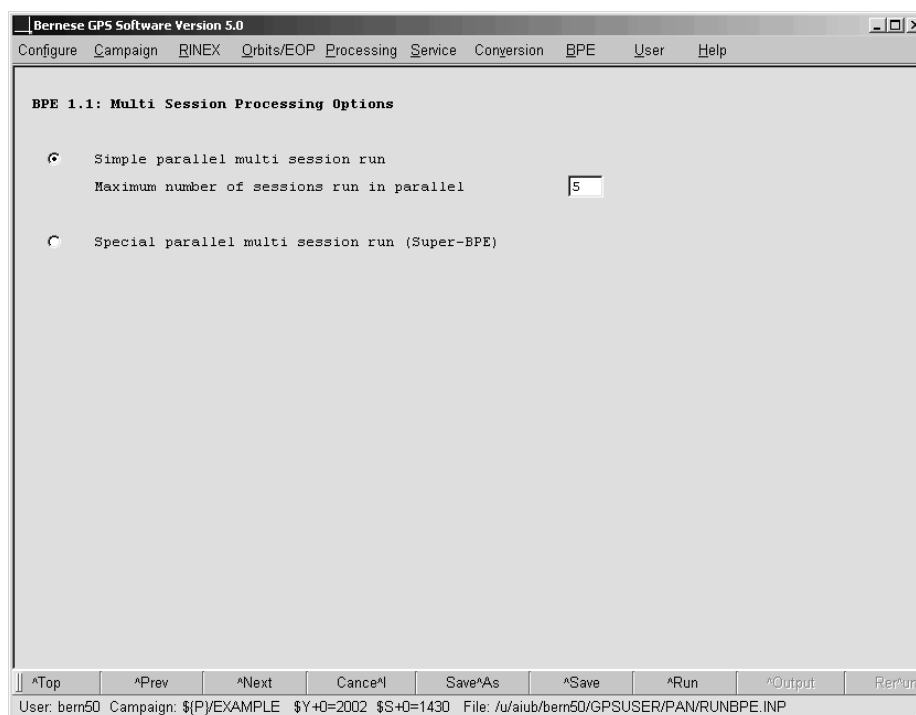 Bernese GPS Software Version 5.0
Configure Campaign RINEX Orbits/EOP Processing Service Conversion BPE User Help
BPE 1.1: Multi Session Processing Options
Simple parallel multi session run
Maximum number of sessions run in parallel 5
Special parallel multi session run (Super-BPE)
^Top ^Prev ^Next Cance^l Save^As ^Save ^Run ^Output Rer^un
User: bern50 Campaign: ${P}/EXAMPLE $Y+0=2002 $S+0=1430 File: /u/aiub/bern50/GPSUSER/PAN/RUNBPE.INP